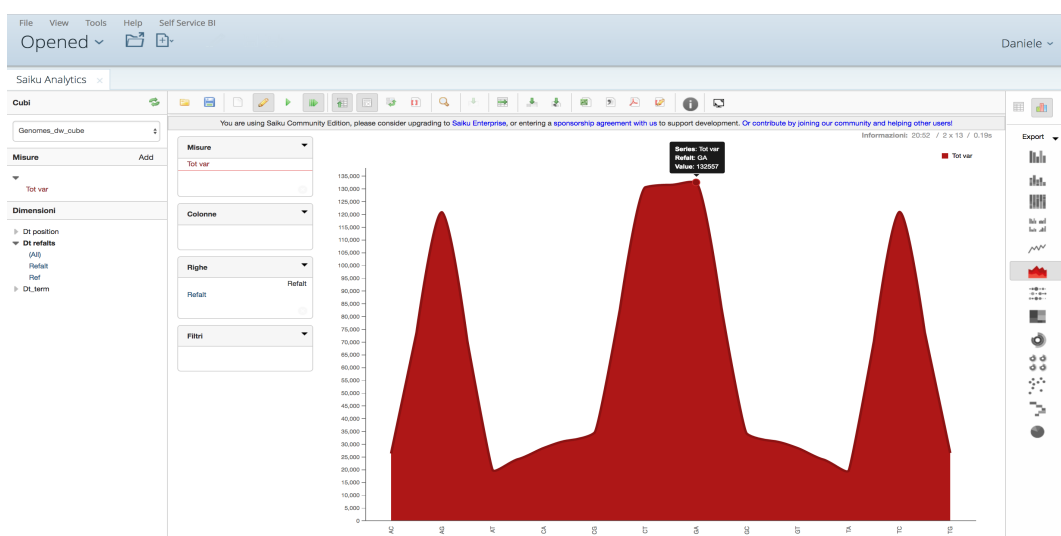 File View Tools Help Self Service BI
Opened
Daniele
Saiku Analytics ×
Cubi
Genomes_dw_cube
Misure Add
Tot var
Dimensioni
Dt position
Dt refalts
(All)
Refalt
Ref
Dt_term
You are using Saiku Community Edition, please consider upgrading to Saiku Enterprise, or entering a sponsorship agreement with us to support development. Or contribute by joining our community and helping other users!
Informazioni: 20:52 / 2 x 13 / 0.19s
Misure
Tot var
Colonne
Righe
Refalt
Refalt
Filtri
Series: Tot var
Refalt: GA
Value: 132557
Tot var
135,000
130,000
125,000
120,000
115,000
110,000
105,000
100,000
95,000
90,000
85,000
80,000
75,000
70,000
65,000
60,000
55,000
50,000
45,000
40,000
35,000
30,000
25,000
20,000
15,000
10,000
5,000
0
AC AG AT CA CG CT GA GC GT TA TC TG
Export